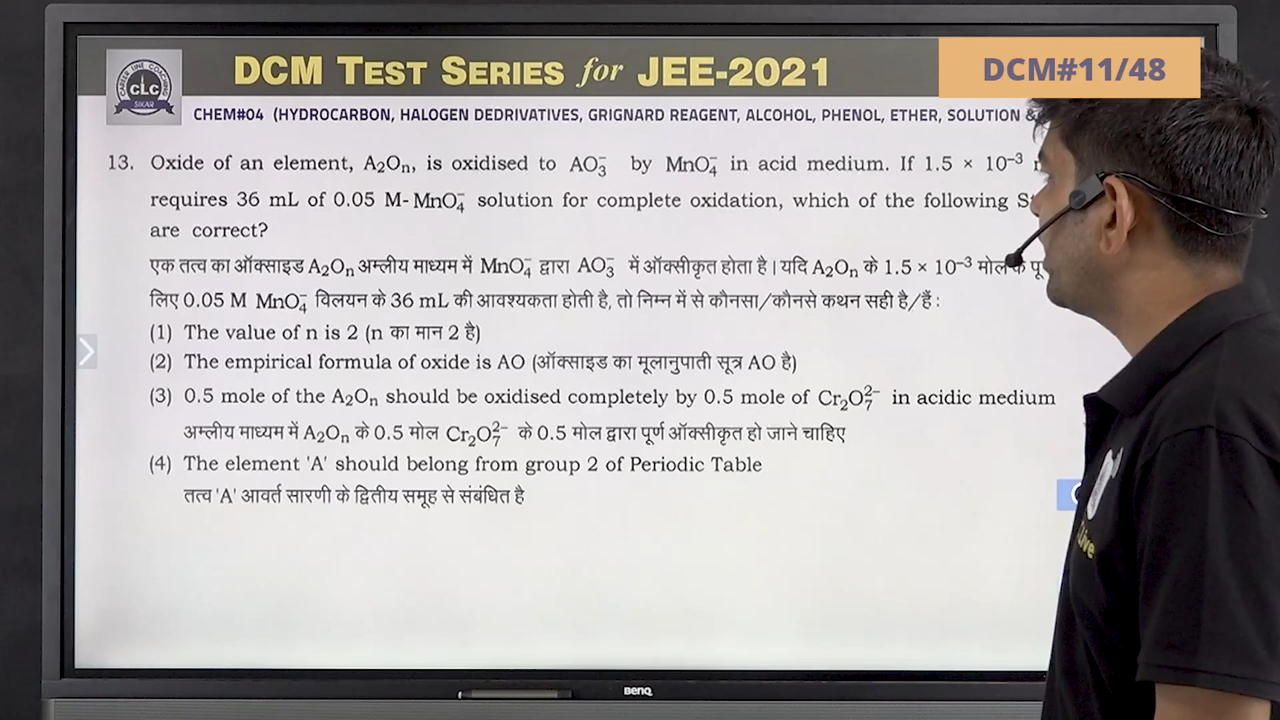 DCM TEST SERIES for JEE-2021
DCM#11/48
CAREER LINE COACHING
CLC
SIKAR
CHEM#04 (HYDROCARBON, HALOGEN DEDRIVATIVES, GRIGNARD REAGENT, ALCOHOL, PHENOL, ETHER, SOLUTION &
13. Oxide of an element, A₂Oₙ, is oxidised to AO₃⁻ by MnO₄⁻ in acid medium. If 1.5 × 10⁻³
requires 36 mL of 0.05 M- MnO₄⁻ solution for complete oxidation, which of the following
are correct?
एक तत्व का ऑक्साइड A₂Oₙ अम्लीय माध्यम में MnO₄⁻ द्वारा AO₃⁻ में ऑक्सीकृत होता है। यदि A₂Oₙ के 1.5 × 10⁻³ मोल के
लिए 0.05 M MnO₄⁻ विलयन के 36 mL की आवश्यकता होती है, तो निम्न में से कौनसा/कौनसे कथन सही है/हैं :
(1) The value of n is 2 (n का मान 2 है)
(2) The empirical formula of oxide is AO (ऑक्साइड का मूलानुपाती सूत्र AO है)
(3) 0.5 mole of the A₂Oₙ should be oxidised completely by 0.5 mole of Cr₂O₇²⁻ in acidic medium
अम्लीय माध्यम में A₂Oₙ के 0.5 मोल Cr₂O₇²⁻ के 0.5 मोल द्वारा पूर्ण ऑक्सीकृत हो जाने चाहिए
(4) The element 'A' should belong from group 2 of Periodic Table
तत्व 'A' आवर्त सारणी के द्वितीय समूह से संबंधित है
Live
BenQ